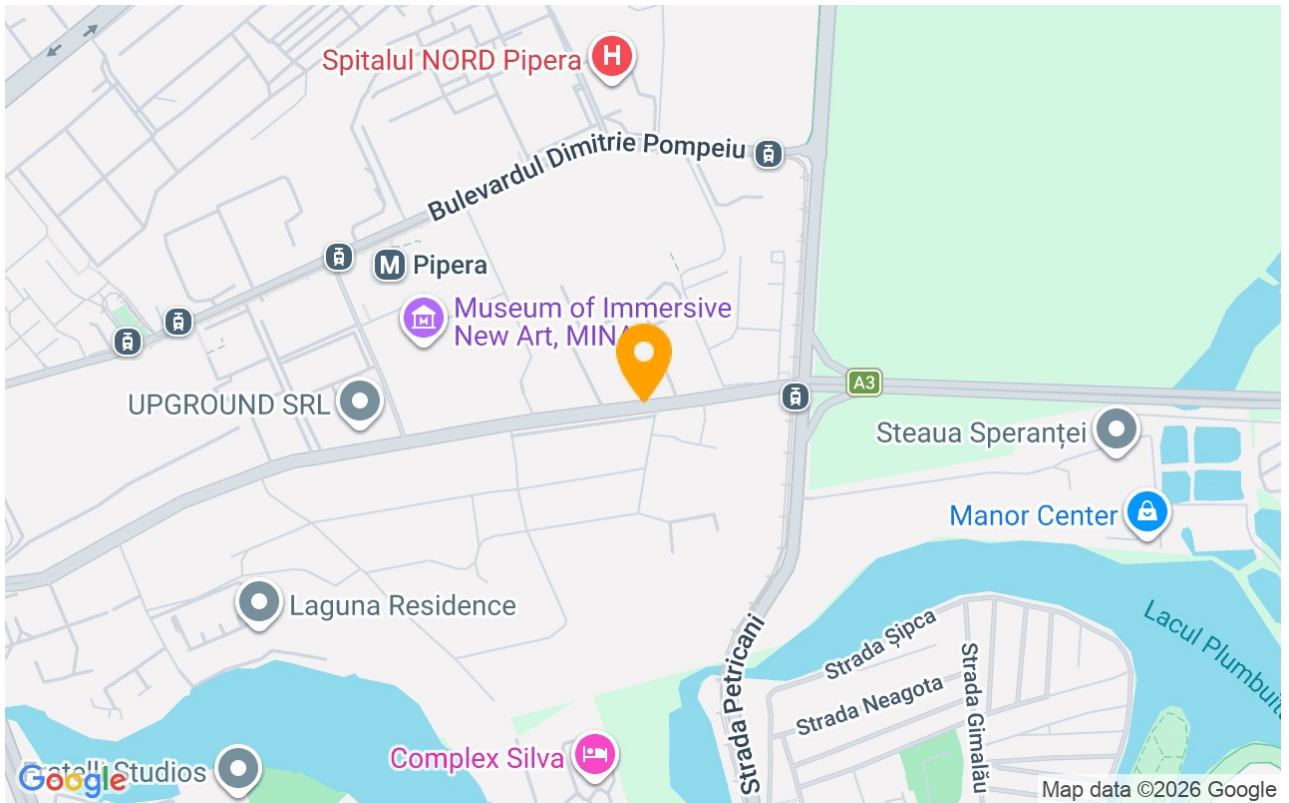 Spitalul NORD Pipera
H
Bulevardul Dimitrie Pompeiu
M Pipera
Museum of Immersive
New Art, MINA
UPGROUND SRL
A3
Steaua Speranței
Manor Center
Laguna Residence
Lacul Plumbuita
Strada Șipca
Strada Neagota
Strada Gimalău
Strada Petricani
Complex Silva
Fratelli Studios
Google
Map data ©2026 Google